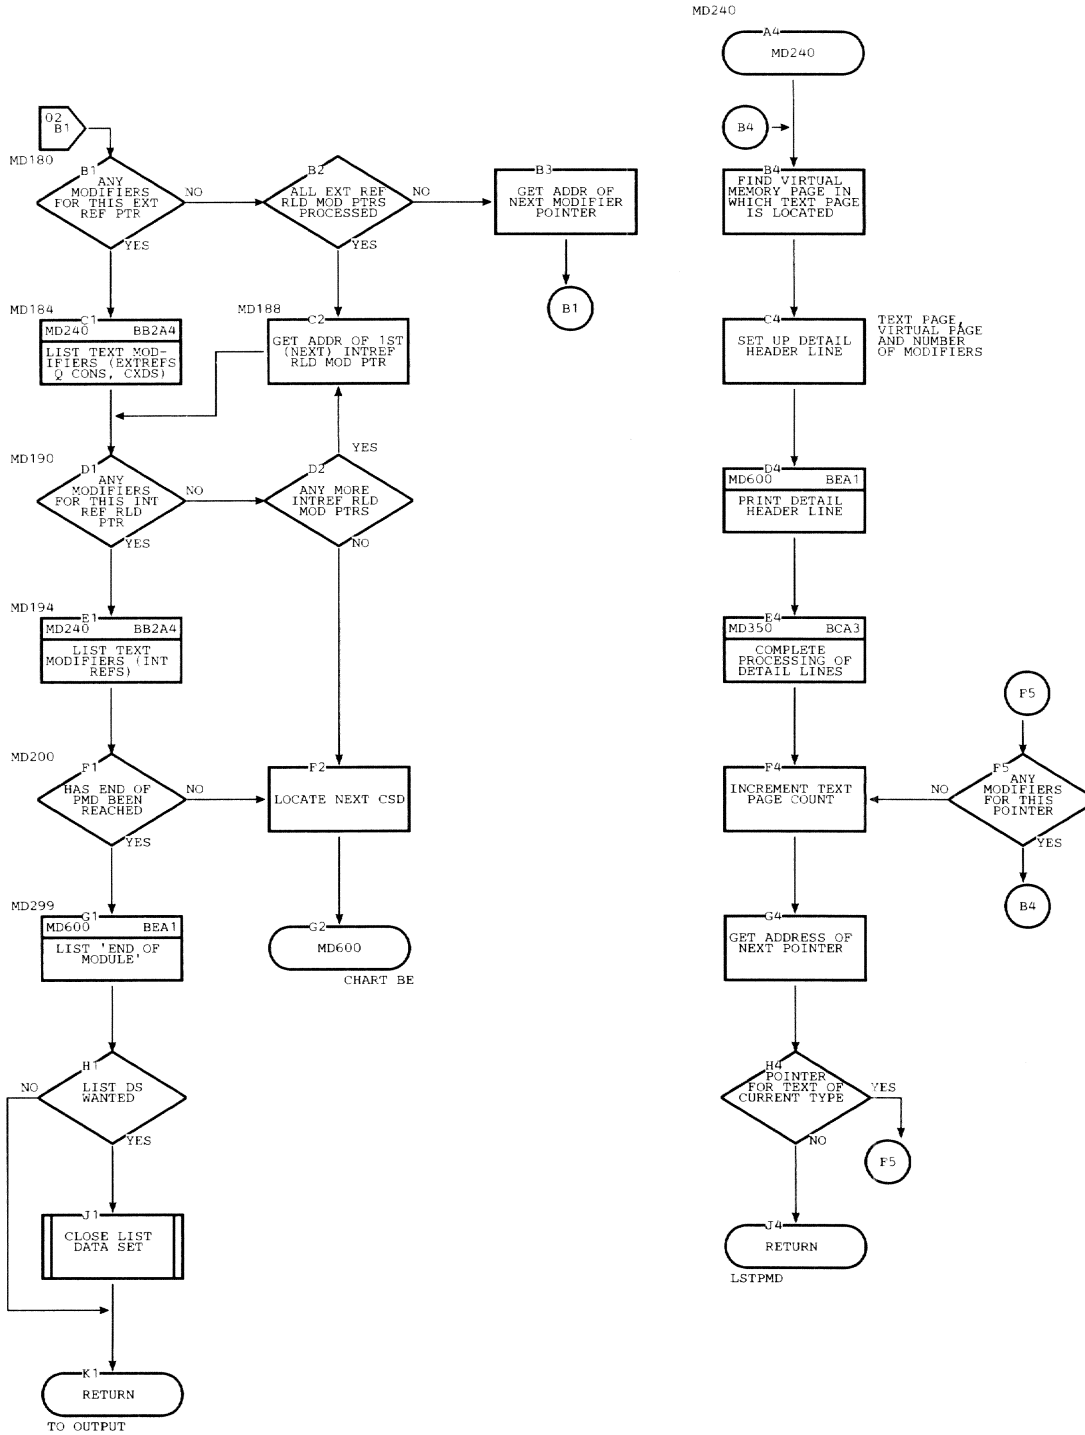 MD240
A4
MD240
02
B1
B4
MD180
B1
ANY
MODIFIERS
FOR THIS EXT
REF PTR
NO
YES
B2
ALL EXT REF
RLD MOD PTRS
PROCESSED
NO
YES
B3
GET ADDR OF
NEXT MODIFIER
POINTER
B1
B4
FIND VIRTUAL
MEMORY PAGE IN
WHICH TEXT PAGE
IS LOCATED
MD184
C1
MD240 BB2A4
LIST TEXT MOD-
IFIERS (EXTREFS
Q CONS, CXDS)
MD188
C2
GET ADDR OF 1ST
(NEXT) INTREF
RLD MOD PTR
C4
SET UP DETAIL
HEADER LINE
TEXT PAGE,
VIRTUAL PAGE
AND NUMBER
OF MODIFIERS
MD190
D1
ANY
MODIFIERS
FOR THIS INT
REF RLD
PTR
NO
YES
YES
D2
ANY MORE
INTREF RLD
MOD PTRS
NO
D4
MD600 BEA1
PRINT DETAIL
HEADER LINE
MD194
E1
MD240 BB2A4
LIST TEXT
MODIFIERS (INT
REFS)
E4
MD350 BCA3
COMPLETE
PROCESSING OF
DETAIL LINES
F5
MD200
F1
HAS END OF
PMD BEEN
REACHED
NO
YES
F2
LOCATE NEXT CSD
F4
INCREMENT TEXT
PAGE COUNT
F5
ANY
MODIFIERS
FOR THIS
POINTER
NO
YES
B4
MD299
G1
MD600 BEA1
LIST 'END OF
MODULE'
G2
MD600
CHART BE
G4
GET ADDRESS OF
NEXT POINTER
H1
LIST DS
WANTED
NO
YES
H4
POINTER
FOR TEXT OF
CURRENT TYPE
YES
NO
F5
J1
CLOSE LIST
DATA SET
J4
RETURN
LSTPMD
K1
RETURN
TO OUTPUT